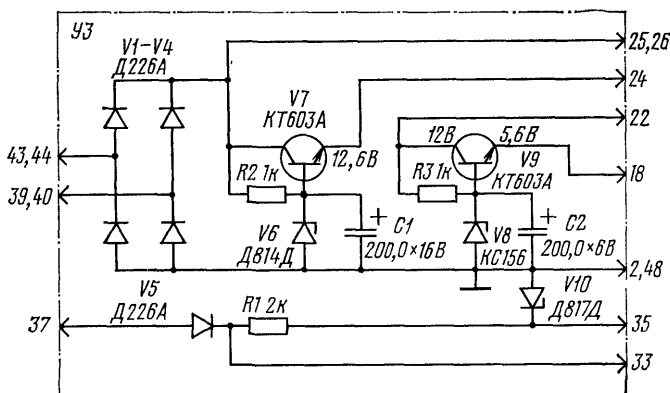 У3
V1-V4
Д226А
25,26
24
V7
КТ603А
22
12В
5,6В
43,44
R2 1к
12,6В
R3 1к
V9
КТ603А
18
39,40
V6
Д814Д
+
C1
200,0×16В
V8
КС156
+
C2
200,0×6В
2,48
V5
Д226А
V10
Д817Д
37
R1 2к
35
33